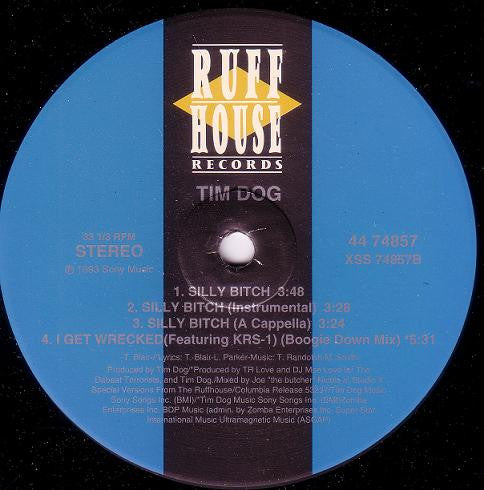 RUFF
HOUSE
RECORDS
TIM DOG
33 1/3 RPM
STEREO
℗ 1993 Sony Music
44 74857
XSS 74857B
1. SILLY BITCH 3:48
2. SILLY BITCH (Instrumental) 3:28
3. SILLY BITCH (A Cappella) 3:24
4. I GET WRECKED(Featuring KRS-1) (Boogie Down Mix) *5:31
T. Blair-/*Lyrics: T.-Blair-L. Parker-Music: T. Randolph-M. Smith
Produced by Tim Dog/*Produced by TR Love and DJ Moe Love for The
Dabeat Terrorists, and Tim Dog./Mixed by Joe "the butcher" Nicolo at Studio 4
Special Versions From The Ruffhouse/Columbia Release 53237/Tim Dog Music
Sony Songs Inc. (BMI)/*Tim Dog Music Sony Songs Inc. (BMI)Zomba
Enterprises Inc. BDP Music (admin. by Zomba Enterprises Inc. Super Star
International Music Ultramagnetic Music (ASCAP)